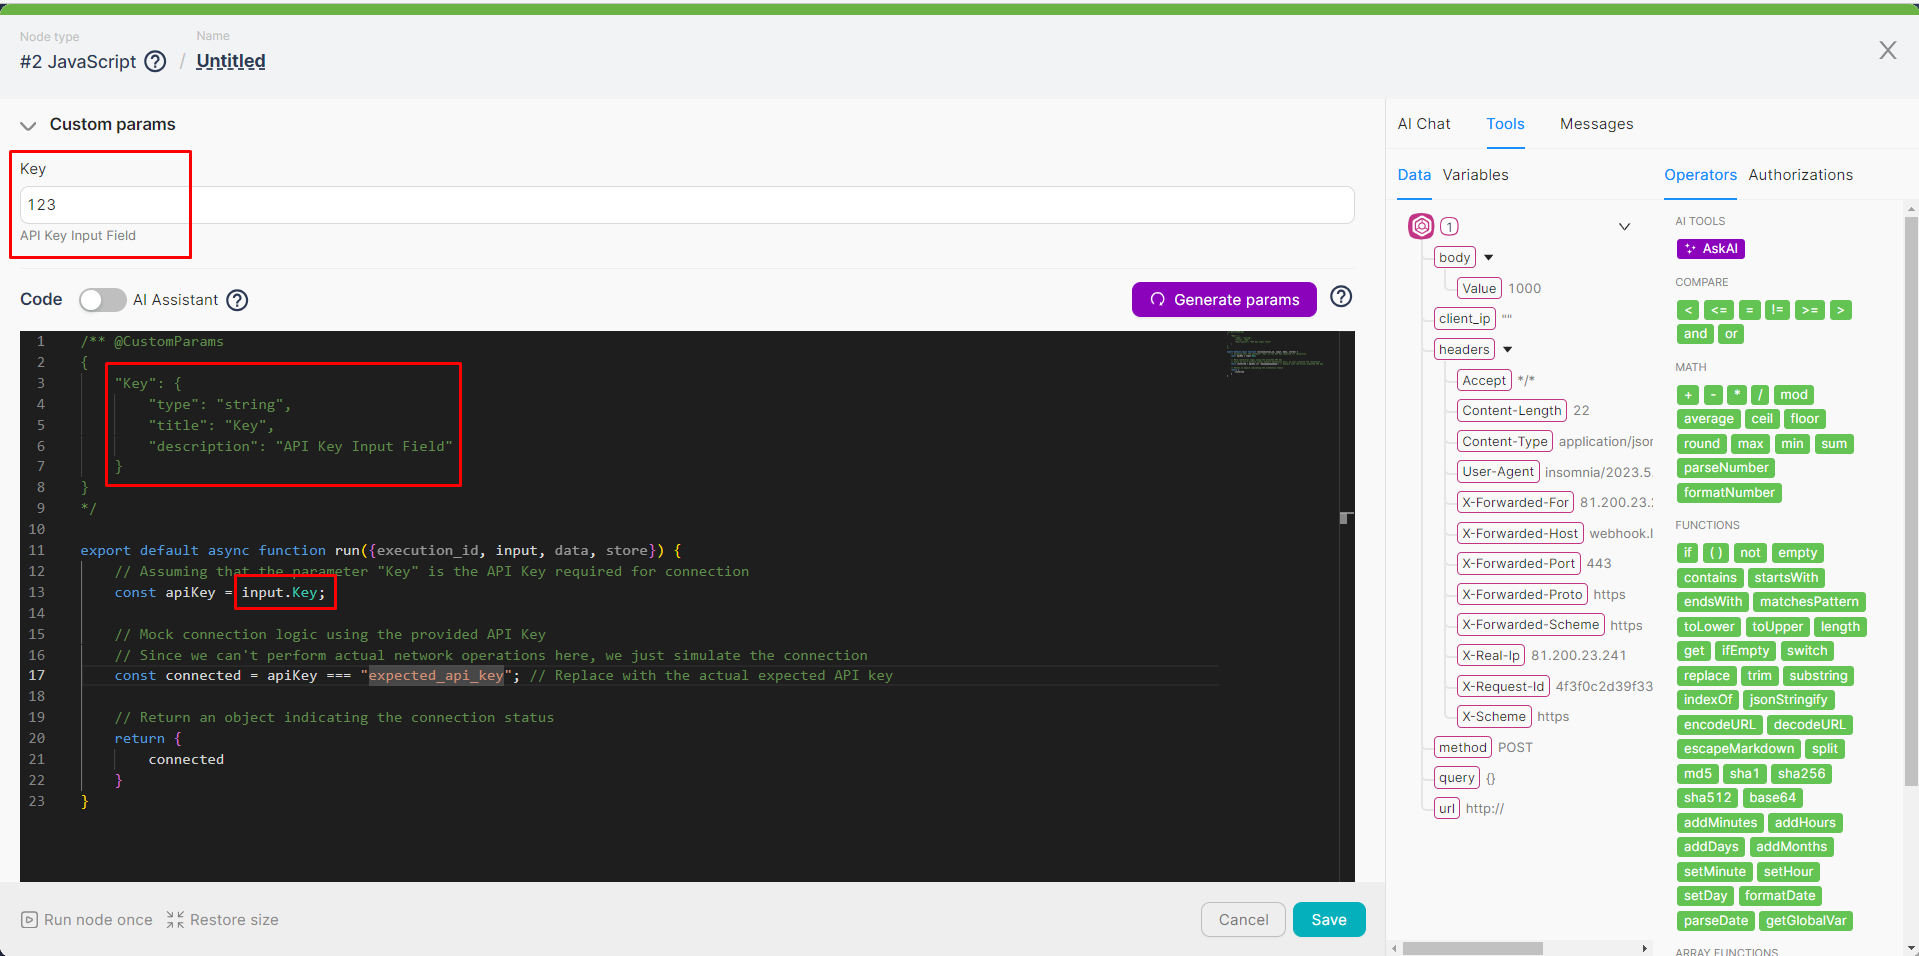 Node type
#2 JavaScript ? /
Name
Untitled
X
Custom params
Key
123
API Key Input Field
Code AI Assistant ?
Generate params ?
1 /** @CustomParams
2 {
3 "Key": {
4 "type": "string",
5 "title": "Key",
6 "description": "API Key Input Field"
7 }
8 }
9 */
10
11 export default async function run({execution_id, input, data, store}) {
12 // Assuming that the parameter "Key" is the API Key required for connection
13 const apiKey = input.Key;
14
15 // Mock connection logic using the provided API Key
16 // Since we can't perform actual network operations here, we just simulate the connection
17 const connected = apiKey === "expected_api_key"; // Replace with the actual expected API key
18
19 // Return an object indicating the connection status
20 return {
21 connected
22 }
23 }
Run node once Restore size
Cancel Save
AI Chat Tools Messages
Data Variables
1
body
Value 1000
client_ip ""
headers
Accept */*
Content-Length 22
Content-Type application/jsor
User-Agent insomnia/2023.5.
X-Forwarded-For 81.200.23.2
X-Forwarded-Host webhook.l
X-Forwarded-Port 443
X-Forwarded-Proto https
X-Forwarded-Scheme https
X-Real-Ip 81.200.23.241
X-Request-Id 4f3f0c2d39f33
X-Scheme https
method POST
query {}
url http://
Operators Authorizations
AI TOOLS
AskAI
COMPARE
< <= = != >= >
and or
MATH
+ - * / mod
average ceil floor
round max min sum
parseNumber
formatNumber
FUNCTIONS
if ( ) not empty
contains startsWith
endsWith matchesPattern
toLower toUpper length
get ifEmpty switch
replace trim substring
indexOf jsonStringify
encodeURL decodeURL
escapeMarkdown split
md5 sha1 sha256
sha512 base64
addMinutes addHours
addDays addMonths
setMinute setHour
setDay formatDate
parseDate getGlobalVar
ARRAY FUNCTIONS